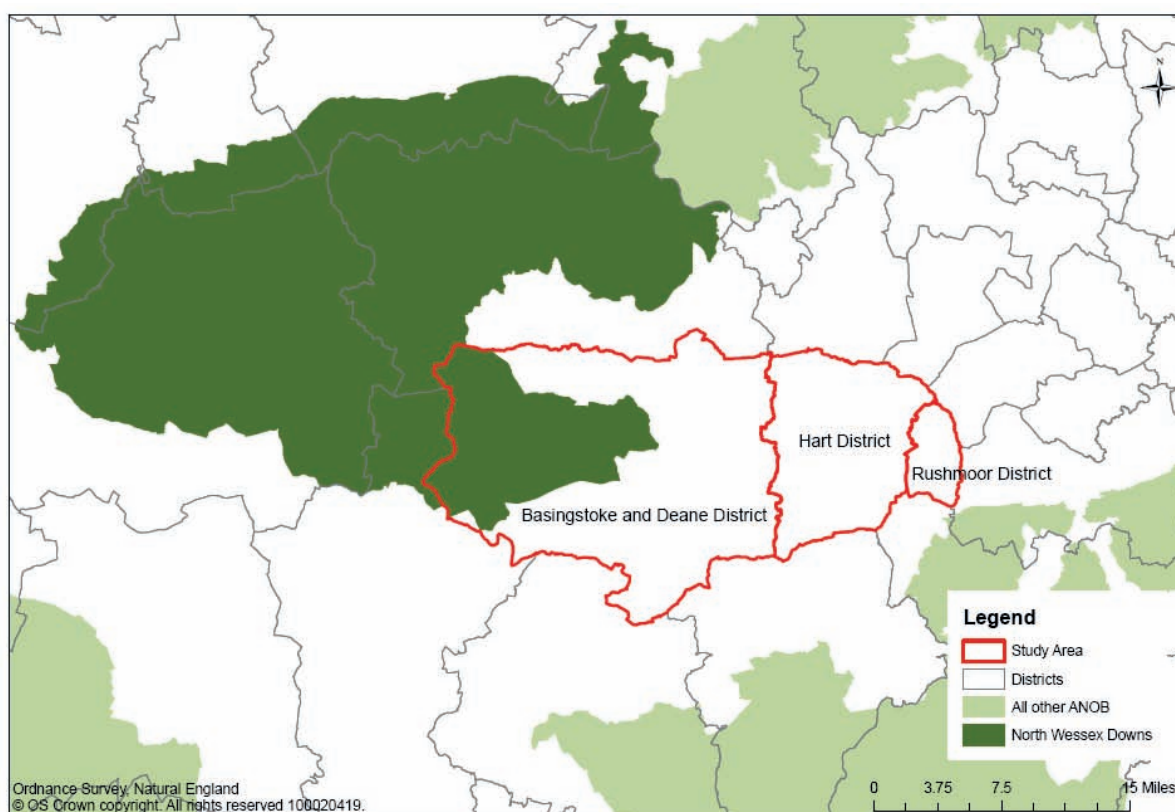 N
Hart District
Rushmoor District
Basingstoke and Deane District
Legend
Study Area
Districts
All other ANOB
North Wessex Downs
Ordnance Survey, Natural England
© OS Crown copyright. All rights reserved 100020419.
0 3.75 7.5 15 Miles